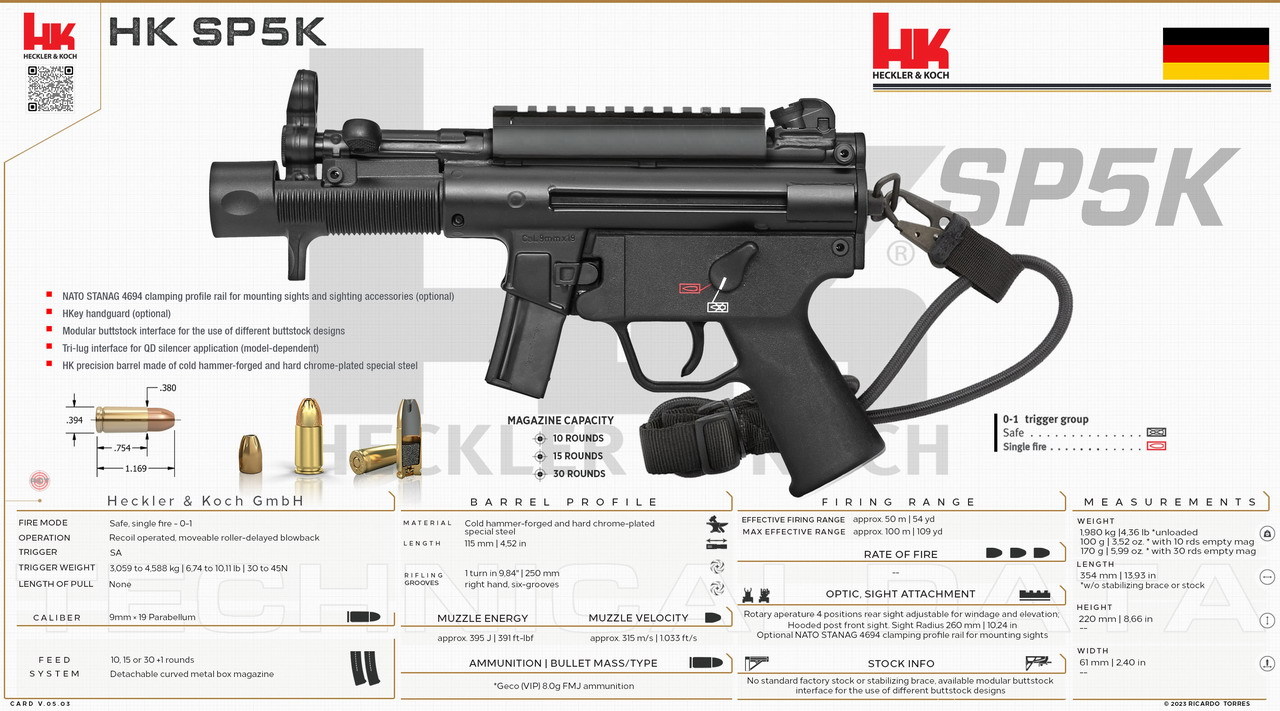 HK
HECKLER & KOCH
HK SP5K
HK
HECKLER & KOCH
SP5K
®
Cal.9mmx19
NATO STANAG 4694 clamping profile rail for mounting sights and sighting accessories (optional)
HKey handguard (optional)
Modular buttstock interface for the use of different buttstock designs
Tri-lug interface for QD silencer application (model-dependent)
HK precision barrel made of cold hammer-forged and hard chrome-plated special steel
.380
.394
.754
1.169
MAGAZINE CAPACITY
10 ROUNDS
15 ROUNDS
30 ROUNDS
HECKLER KOCH
0-1 trigger group
Safe . . . . . . . . . . . . . .
Single fire . . . . . . . . . . .
Heckler & Koch GmbH
FIRE MODE Safe, single fire - 0-1
OPERATION Recoil operated, moveable roller-delayed blowback
TRIGGER SA
TRIGGER WEIGHT 3,059 to 4,588 kg | 6,74 to 10,11 lb | 30 to 45N
LENGTH OF PULL None
CALIBER 9mm × 19 Parabellum
FEED SYSTEM 10, 15 or 30 +1 rounds
Detachable curved metal box magazine
BARREL PROFILE
MATERIAL Cold hammer-forged and hard chrome-plated
special steel
LENGTH 115 mm | 4,52 in
RIFLING GROOVES 1 turn in 9,84" | 250 mm
right hand, six-grooves
MUZZLE ENERGY MUZZLE VELOCITY
approx. 395 J | 391 ft-lbf approx. 315 m/s | 1.033 ft/s
AMMUNITION | BULLET MASS/TYPE
*Geco (VIP) 8.0g FMJ ammunition
FIRING RANGE
EFFECTIVE FIRING RANGE approx. 50 m | 54 yd
MAX EFFECTIVE RANGE approx. 100 m | 109 yd
RATE OF FIRE
--
OPTIC, SIGHT ATTACHMENT
Rotary aperature 4 positions rear sight adjustable for windage and elevation;
Hooded post front sight. Sight Radius 260 mm | 10,24 in
Optional NATO STANAG 4694 clamping profile rail for mounting sights
STOCK INFO
No standard factory stock or stabilizing brace, available modular buttstock
interface for the use of different buttstock designs
MEASUREMENTS
WEIGHT
1,980 kg |4,36 lb *unloaded
100 g | 3,52 oz. * with 10 rds empty mag
170 g | 5,99 oz. * with 30 rds empty mag
LENGTH
354 mm | 13,93 in
*w/o stabilizing brace or stock
HEIGHT
220 mm | 8,66 in
--
WIDTH
61 mm | 2,40 in
--
TECHNICAL DATA
CARD V.05.03
© 2023 RICARDO TORRES